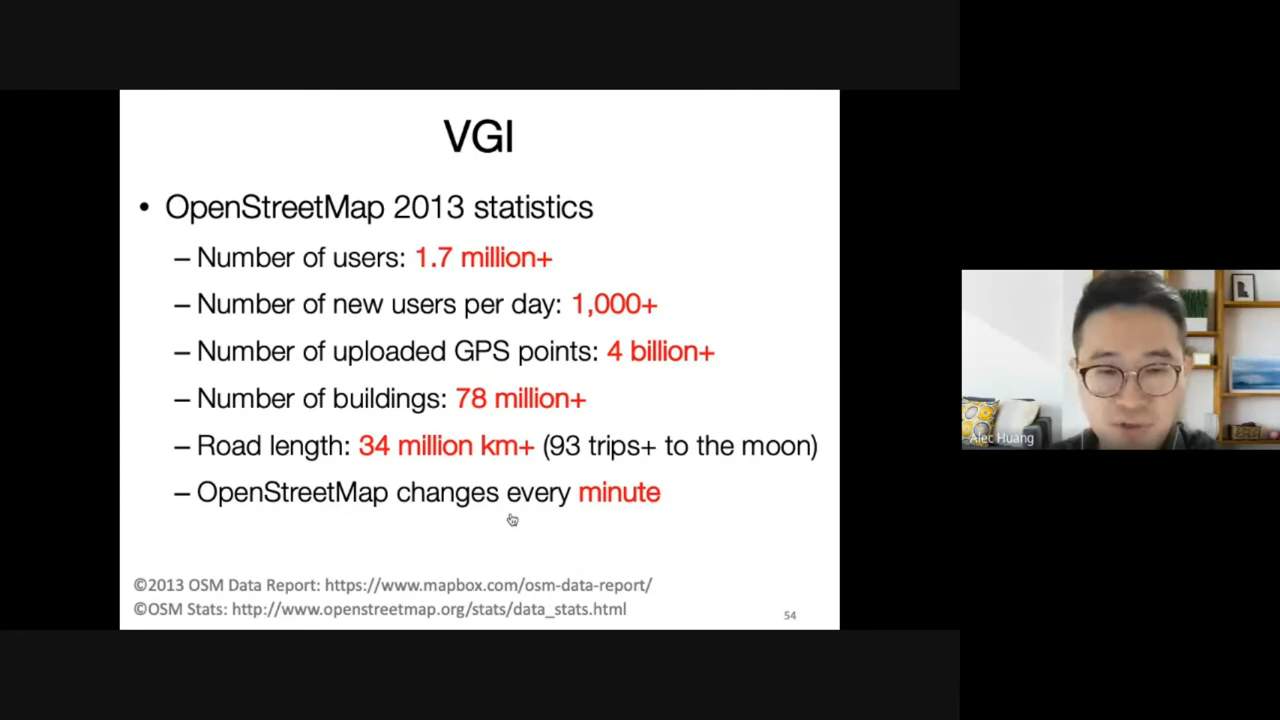 VGI
• OpenStreetMap 2013 statistics
– Number of users: 1.7 million+
– Number of new users per day: 1,000+
– Number of uploaded GPS points: 4 billion+
– Number of buildings: 78 million+
– Road length: 34 million km+ (93 trips+ to the moon)
– OpenStreetMap changes every minute
©2013 OSM Data Report: https://www.mapbox.com/osm-data-report/
©OSM Stats: http://www.openstreetmap.org/stats/data_stats.html
54
Alec Huang